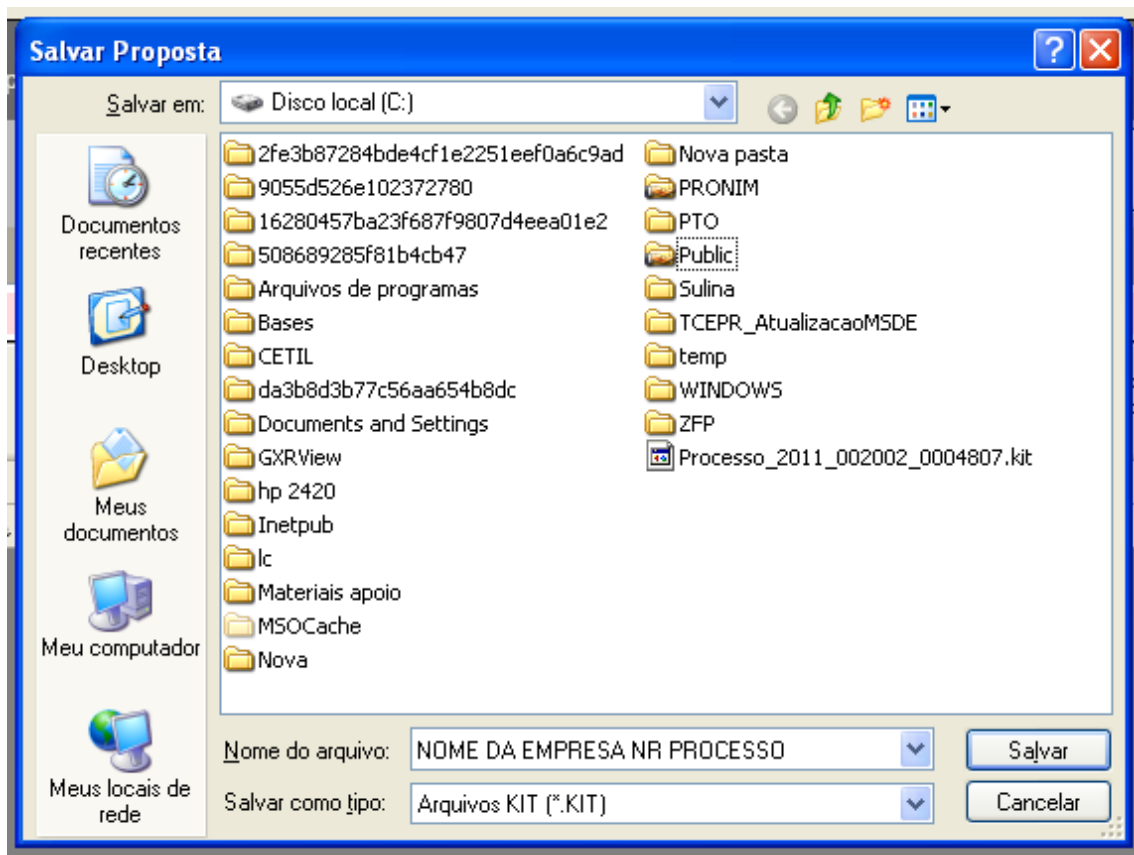 Salvar Proposta
Salvar em:
Disco local (C:)
Documentos
recentes
Desktop
Meus
documentos
Meu computador
Meus locais de
rede
2fe3b87284bde4cf1e2251eef0a6c9ad
9055d526e102372780
16280457ba23f687f9807d4eea01e2
508689285f81b4cb47
Arquivos de programas
Bases
CETIL
da3b8d3b77c56aa654b8dc
Documents and Settings
GXRView
hp 2420
Inetpub
lc
Materiais apoio
MSOCache
Nova
Nova pasta
PRONIM
PTO
Public
Sulina
TCEPR_AtualizacaoMSDE
temp
WINDOWS
ZFP
Processo_2011_002002_0004807.kit
Nome do arquivo:
NOME DA EMPRESA NR PROCESSO
Salvar
Salvar como tipo:
Arquivos KIT (*.KIT)
Cancelar